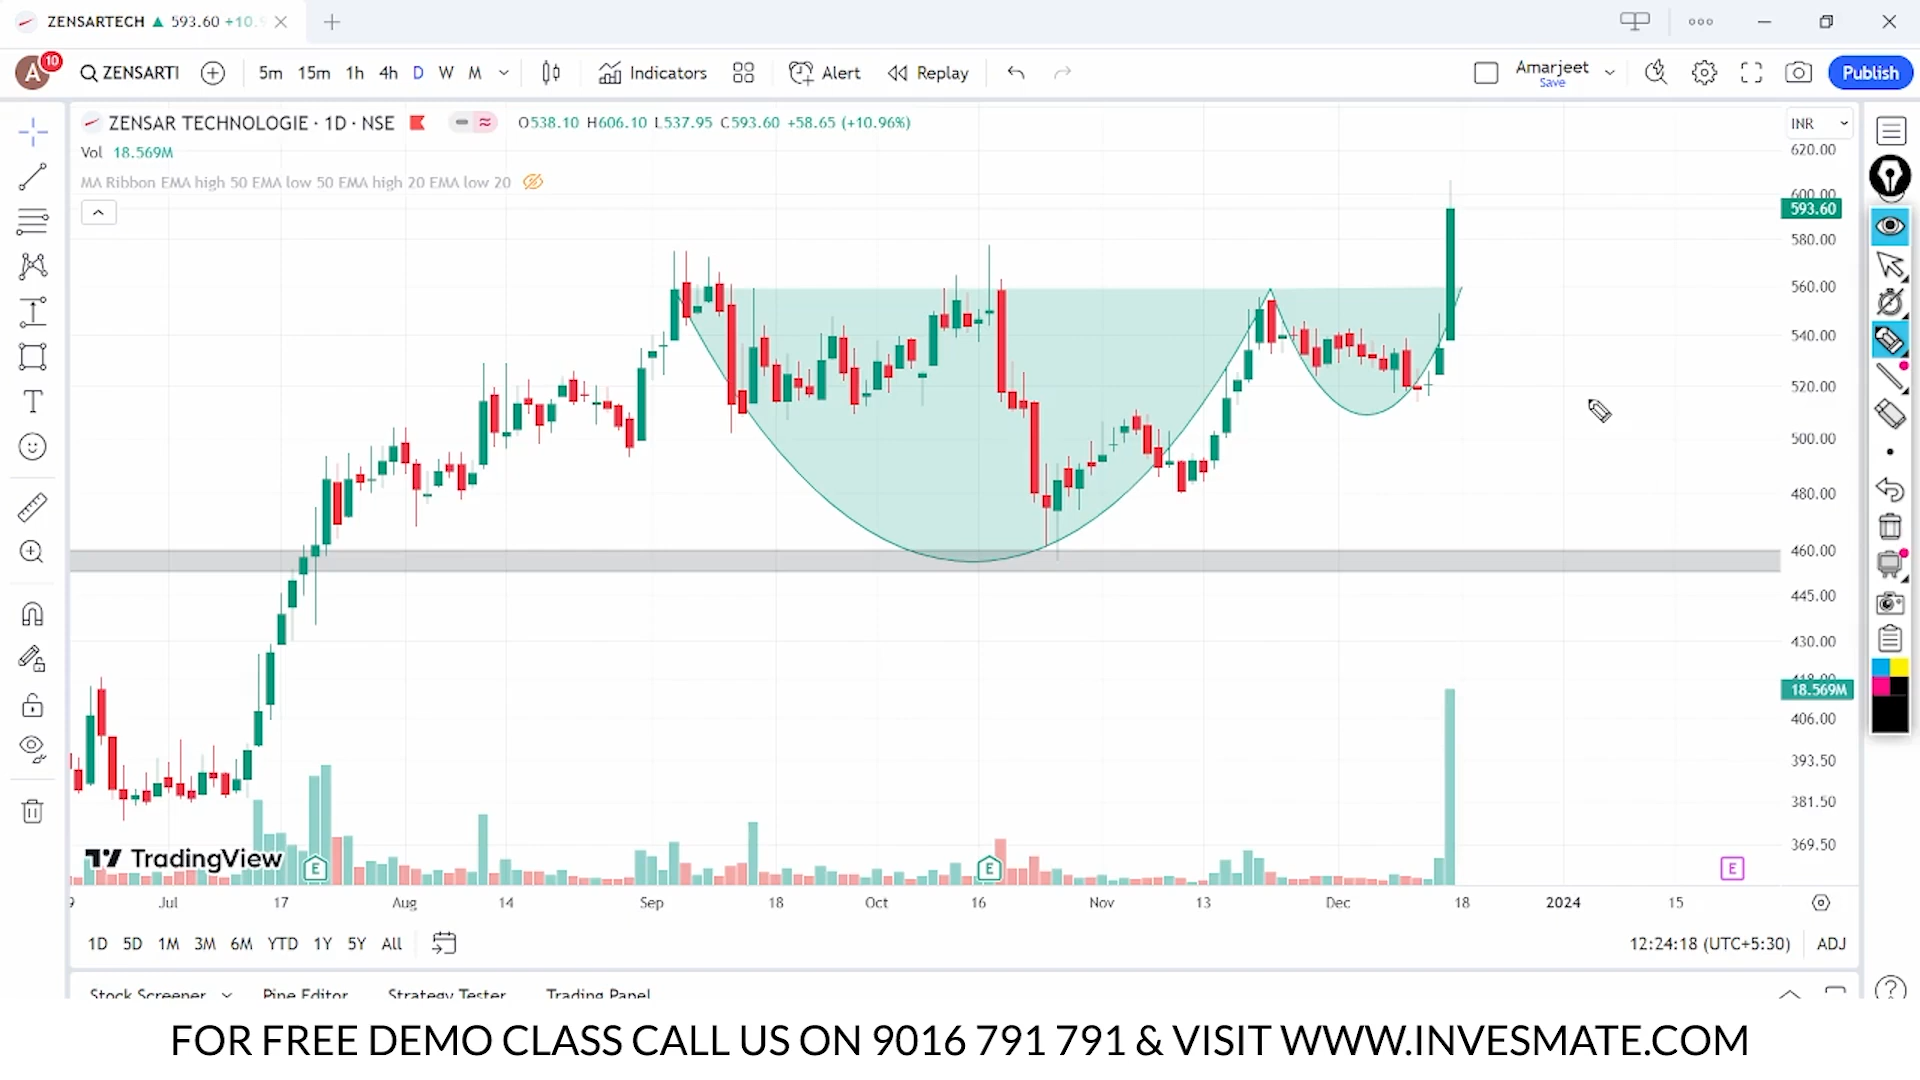 ZENSARTECH ▲ 593.60 +10.9
A 10 ZENSARTI 5m 15m 1h 4h D W M Indicators Alert Replay Amarjeet Save Publish
ZENSAR TECHNOLOGIE · 1D · NSE O538.10 H606.10 L537.95 C593.60 +58.65 (+10.96%) INR
Vol 18.569M
MA Ribbon EMA high 50 EMA low 50 EMA high 20 EMA low 20
620.00
600.00
593.60
580.00
560.00
540.00
520.00
500.00
480.00
460.00
445.00
430.00
418.00
18.569M
406.00
393.50
381.50
369.50
TradingView E E E
9 Jul 17 Aug 14 Sep 18 Oct 16 Nov 13 Dec 18 2024 15
1D 5D 1M 3M 6M YTD 1Y 5Y All 12:24:18 (UTC+5:30) ADJ
Stock Screener Pine Editor Strategy Tester Trading Panel
FOR FREE DEMO CLASS CALL US ON 9016 791 791 & VISIT WWW.INVESMATE.COM